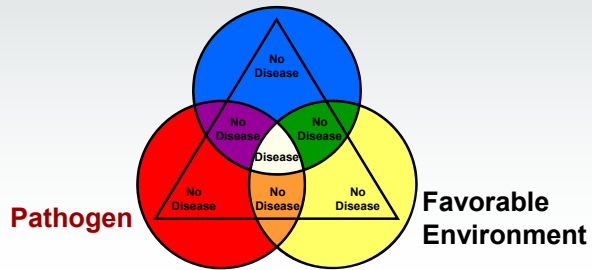 No
Disease
No
Disease
No
Disease
Disease
No
Disease
No
Disease
No
Disease
Pathogen
Favorable
Environment